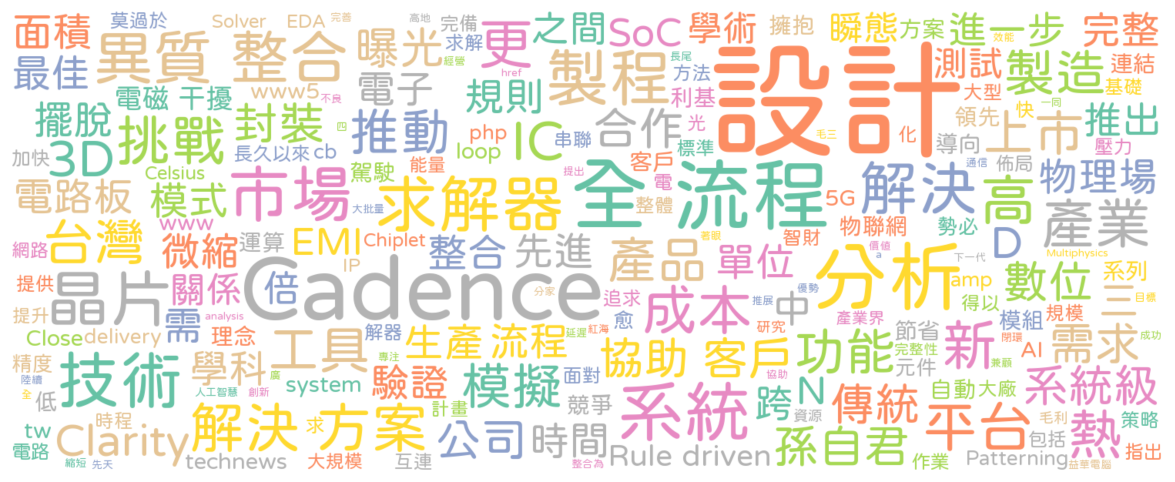 面積
莫過於
Solver
EDA
完善
高地
完備
之間
SoC
學術
擁抱
瞬態
方案
進一步
完整
異質 整合
曝光
求解
更
效能
最佳
經營
href
製程
長尾
方法
設計
測試
製造
連結
電磁 干擾
www5
不良
電子
規則
利基
大型
基礎
擺脫
挑戰
封裝
四
推動
php
IC
串聯
合作
光
標準
毛三
化
領先
快
一同
上市
推出
3D
加快
長久以來
cb
loop
導向
佈局
壓力
Celsius
駕駛
能量
提出
客戶
電
通信
電路板
模式
市場
大批量
求解器
全 流程
整體
5G
解決
高
物理場
www
物聯網
勢必
網路
台灣
微縮
運算
EMI
Chiplet
整合
先進
產品
著眼
單位
智財
分析
價值
a
D
下一代
Multiphysics
產業
提供
晶片
關係
倍
IP
Cadence
分家
追求
成本
推展
優勢
中
amp
得以
數位
系列
三
目標
提升
analysis
需
解器
愈
產業界
模組
規模
Close
delivery
理念
生產 流程
延遲
紅海
研究
節省
閉環
成功
精度
學科
工具
專注
協助 客戶
功能
完整性
元件
新
AI
兼顧
需求
陸續
技術
system
驗證
模擬
面對
協助
跨
N
自動
大廠
系統級
全
低
人工智慧
創新
廣
計畫
競爭
系統
資源
傳統
毛利
策略
時程
求
解決 方案
公司
時間
孫自君
平台
包括
熱
tw
電路
Clarity
technews
大規模
互連
Rule driven
作業
Patterning
指出
縮短
先天
整合為
益華電腦